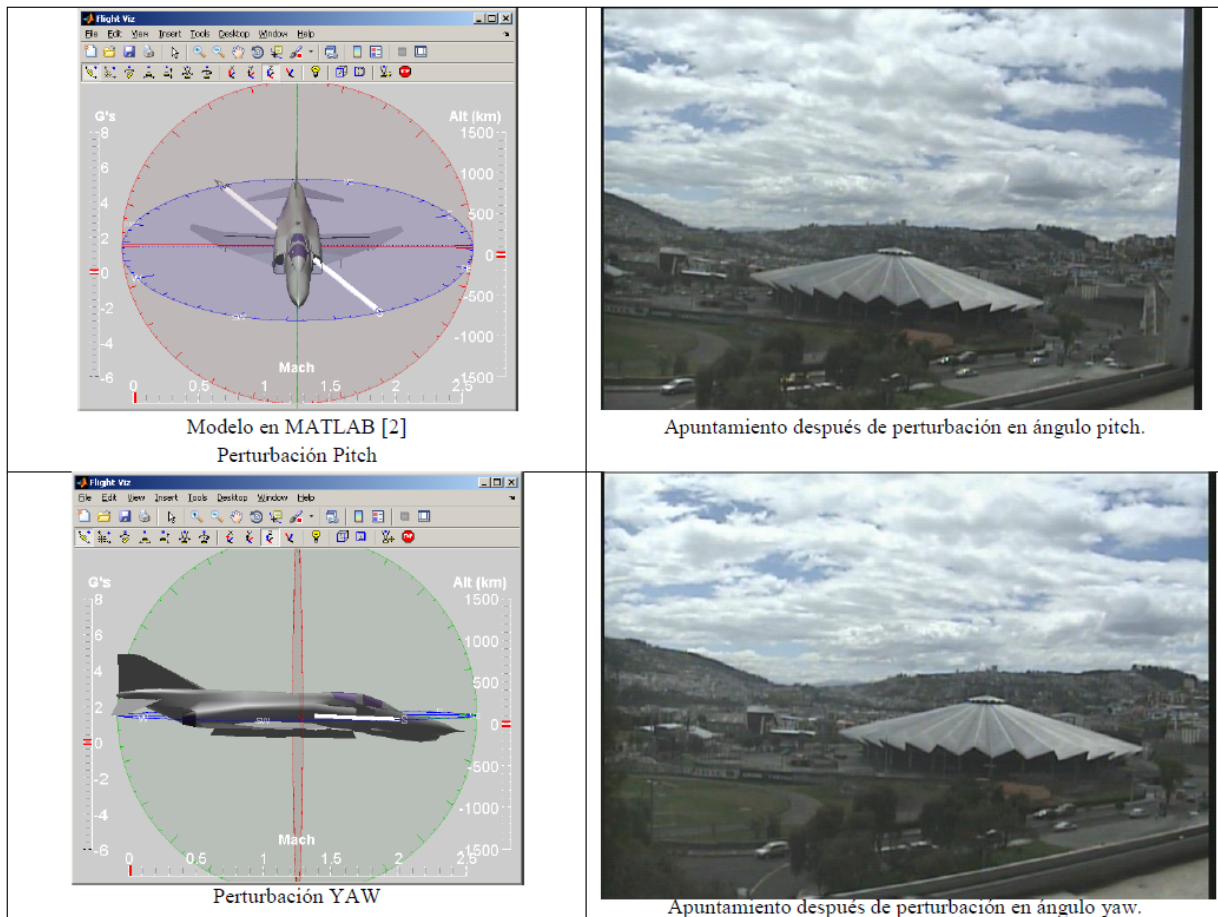 Flight Viz
File Edit View Insert Tools Desktop Window Help
G's
Alt (km)
8
6
4
2
0
-2
-4
-6
1500
1000
500
0
-500
-1000
-1500
Mach
0 0.5 1 1.5 2 2.5
Modelo en MATLAB [2]
Perturbación Pitch
Apuntamiento después de perturbación en ángulo pitch.
Flight Viz
File Edit View Insert Tools Desktop Window Help
G's
Alt (km)
8
6
4
2
0
-2
-4
-6
1500
1000
500
0
-500
-1000
-1500
SW
S
Mach
0 0.5 1 1.5 2 2.5
Perturbación YAW
Apuntamiento después de perturbación en ángulo yaw.